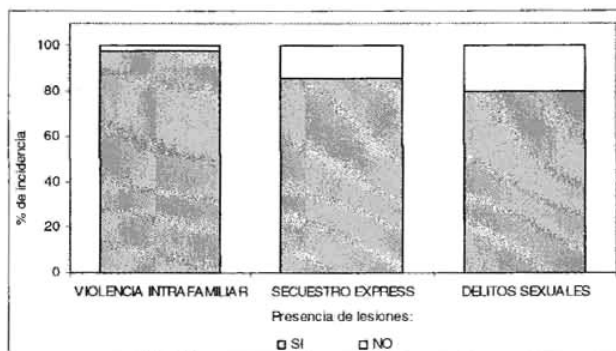 100
80
60
40
20
0
% de incidencia
VIOLENCIA INTRAFAMILIAR SECUESTRO EXPRESS DELITOS SEXUALES
Presencia de lesiones:
SI NO